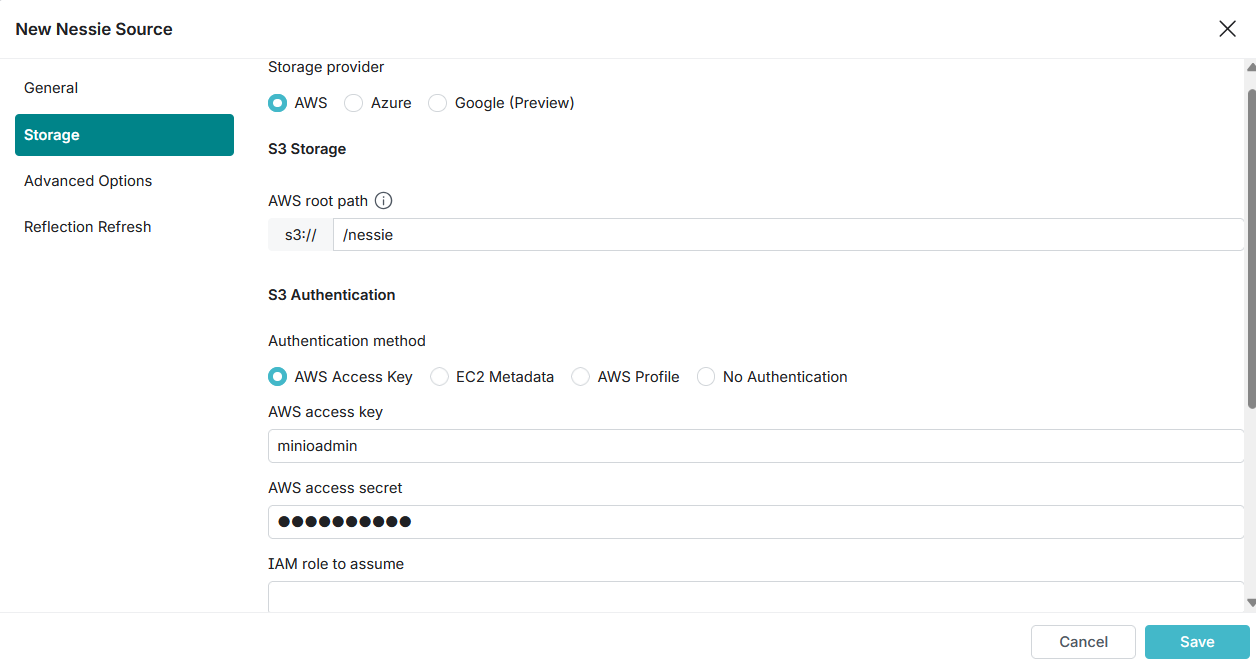 New Nessie Source
General
Storage
Advanced Options
Reflection Refresh
Storage provider
AWS Azure Google (Preview)
S3 Storage
AWS root path
s3:// /nessie
S3 Authentication
Authentication method
AWS Access Key EC2 Metadata AWS Profile No Authentication
AWS access key
minioadmin
AWS access secret
●●●●●●●●●●
IAM role to assume
Cancel Save